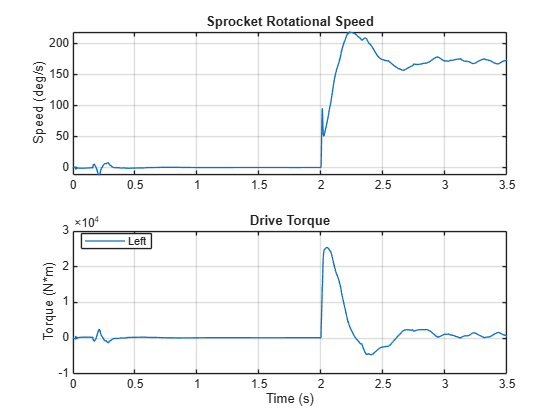 Sprocket Rotational Speed
200
150
100
50
0
Speed (deg/s)
0 0.5 1 1.5 2 2.5 3 3.5
Drive Torque
×10⁴
Left
3
2
1
0
-1
Torque (N*m)
0 0.5 1 1.5 2 2.5 3 3.5
Time (s)